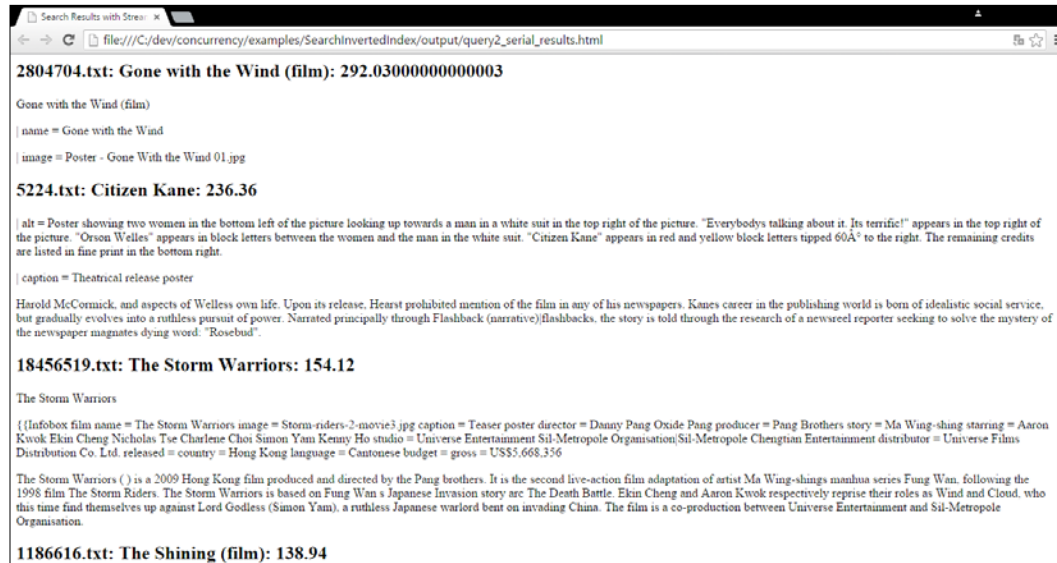 Search Results with Strea
file:///C:/dev/concurrency/examples/SearchInvertedIndex/output/query2_serial_results.html
2804704.txt: Gone with the Wind (film): 292.03000000000003
Gone with the Wind (film)
| name = Gone with the Wind
| image = Poster - Gone With the Wind 01.jpg
5224.txt: Citizen Kane: 236.36
| alt = Poster showing two women in the bottom left of the picture looking up towards a man in a white suit in the top right of the picture. "Everybodys talking about it. Its terrific!" appears in the top right of
the picture. "Orson Welles" appears in block letters between the women and the man in the white suit. "Citizen Kane" appears in red and yellow block letters tipped 60Â° to the right. The remaining credits
are listed in fine print in the bottom right.
| caption = Theatrical release poster
Harold McCormick, and aspects of Welless own life. Upon its release, Hearst prohibited mention of the film in any of his newspapers. Kanes career in the publishing world is born of idealistic social service,
but gradually evolves into a ruthless pursuit of power. Narrated principally through Flashback (narrative)|flashbacks, the story is told through the research of a newsreel reporter seeking to solve the mystery of
the newspaper magnates dying word: "Rosebud".
18456519.txt: The Storm Warriors: 154.12
The Storm Warriors
{{Infobox film name = The Storm Warriors image = Storm-riders-2-movie3.jpg caption = Teaser poster director = Danny Pang Oxide Pang producer = Pang Brothers story = Ma Wing-shing starring = Aaron
Kwok Ekin Cheng Nicholas Tse Charlene Choi Simon Yam Kenny Ho studio = Universe Entertainment Sil-Metropole Organisation|Sil-Metropole Chengtian Entertainment distributor = Universe Films
Distribution Co. Ltd. released = country = Hong Kong language = Cantonese budget = gross = US$5,668,356
The Storm Warriors ( ) is a 2009 Hong Kong film produced and directed by the Pang brothers. It is the second live-action film adaptation of artist Ma Wing-shings manhua series Fung Wan, following the
1998 film The Storm Riders. The Storm Warriors is based on Fung Wan s Japanese Invasion story arc The Death Battle. Ekin Cheng and Aaron Kwok respectively reprise their roles as Wind and Cloud, who
this time find themselves up against Lord Godless (Simon Yam), a ruthless Japanese warlord bent on invading China. The film is a co-production between Universe Entertainment and Sil-Metropole
Organisation.
1186616.txt: The Shining (film): 138.94